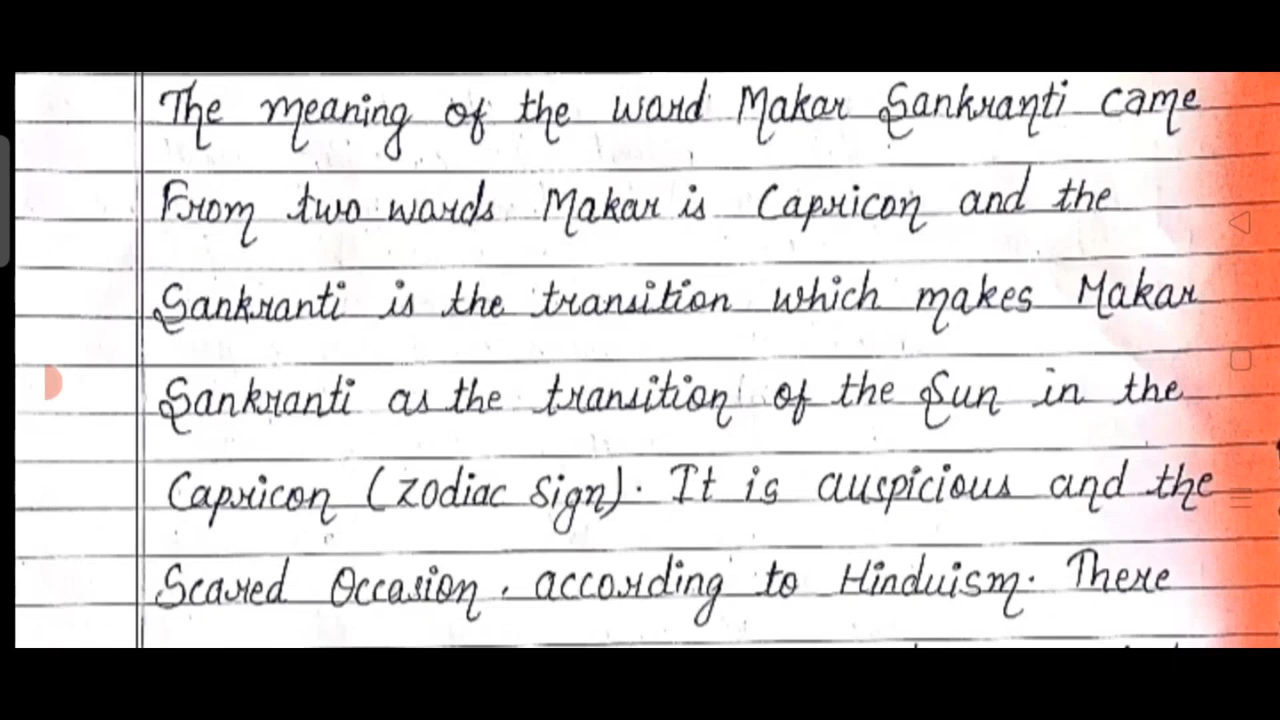 The meaning of the ward Makar Sankranti came
From two wards Makar is Capricon and the
Sankranti is the transition which makes Makar
Sankranti as the transition of the Sun in the
Capricon (zodiac sign). It is auspicious and the
Scared Occasion, according to Hinduism. There